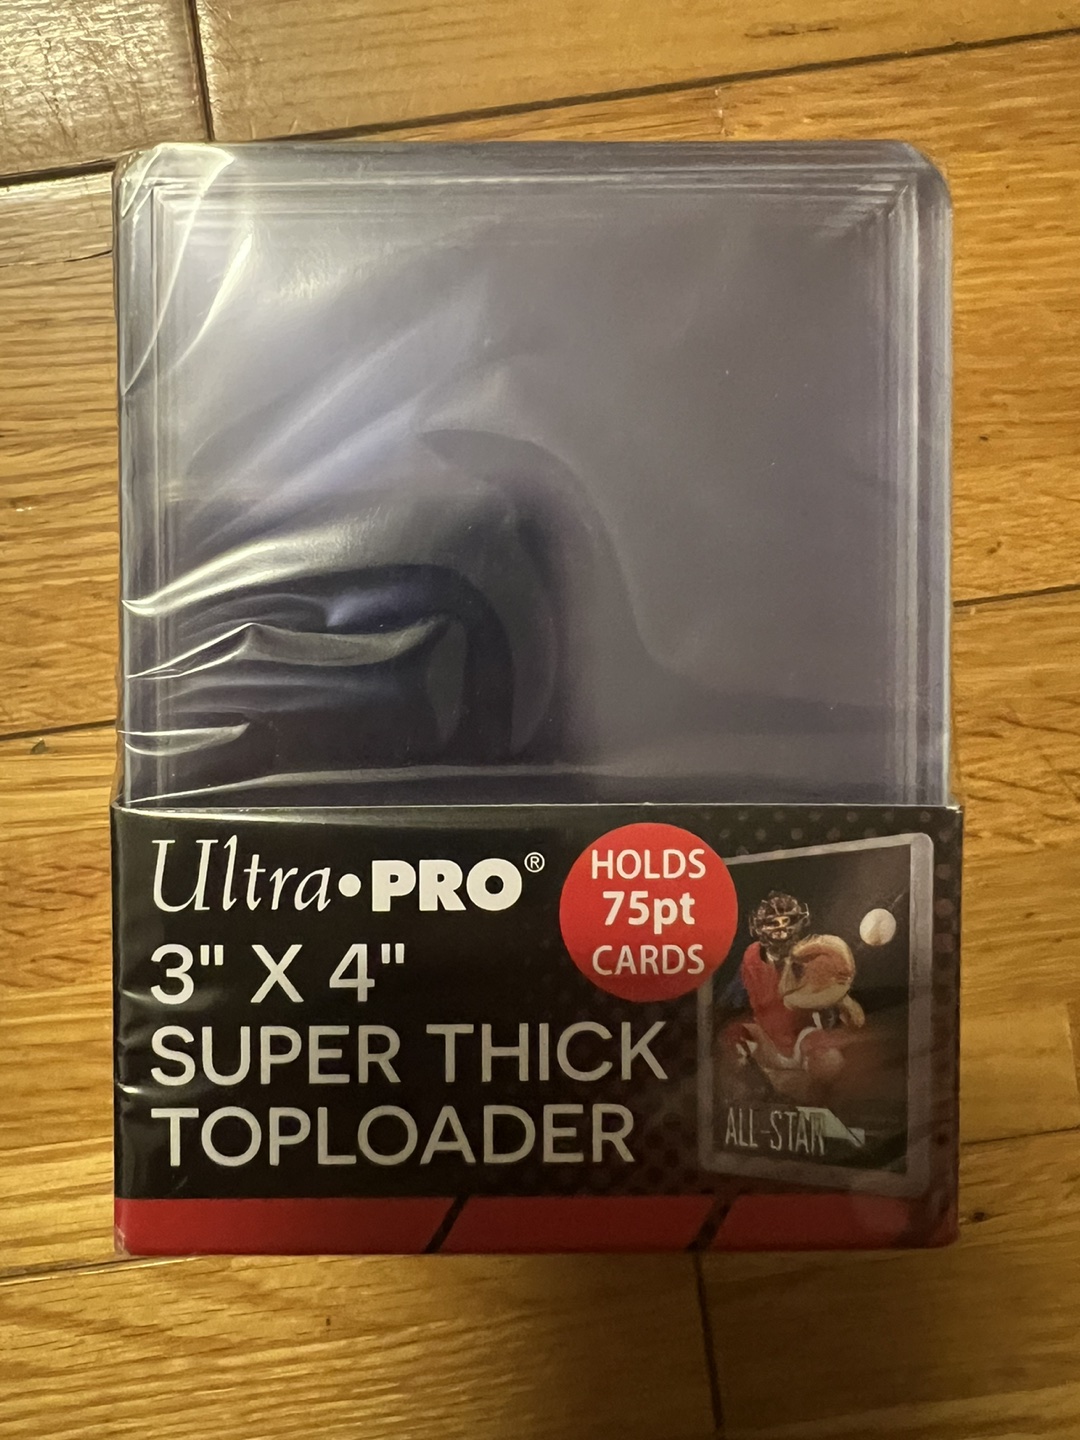 Ultra•PRO®
HOLDS
75pt
CARDS
3" X 4"
SUPER THICK
TOPLOADER
ALL-STAR